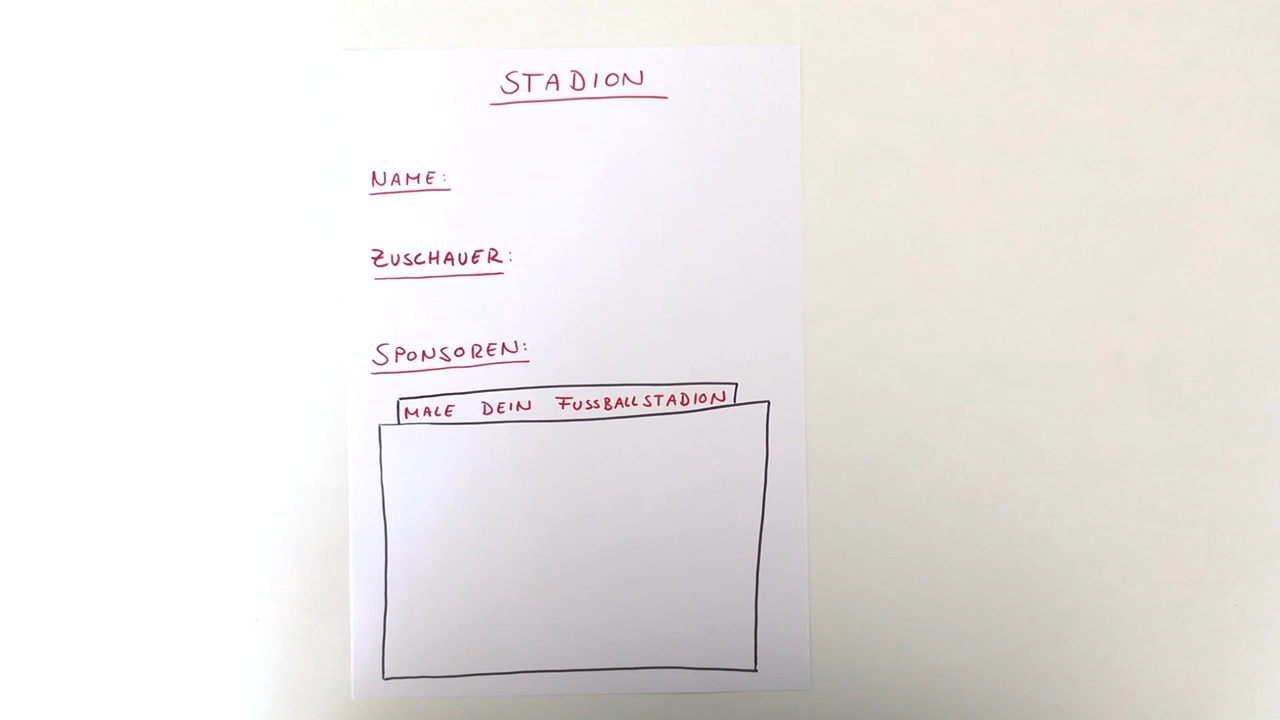 STADION
NAME:
ZUSCHAUER:
SPONSOREN:
MALE DEIN FUSSBALLSTADION